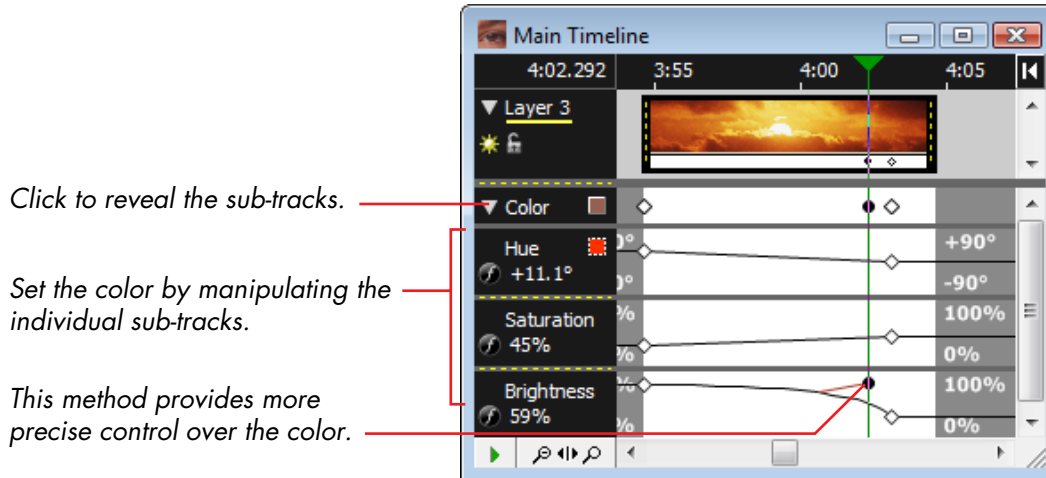 Main Timeline
4:02.292 3:55 4:00 4:05
Layer 3
Click to reveal the sub-tracks.
Color
Hue 0° +90°
+11.1° 0° -90°
Set the color by manipulating the
individual sub-tracks.
Saturation % 100%
45% % 0%
This method provides more
precise control over the color.
Brightness % 100%
59% % 0%